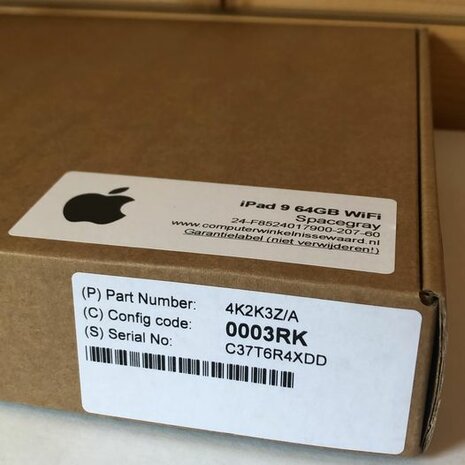 iPad 9 64GB WiFi
Spacegray
24-F8524017900-207-60
www.computerwinkelnissewaard.nl
Garantielabel (niet verwijderen!)
(P) Part Number: 4K2K3Z/A
(C) Config code: 0003RK
(S) Serial No: C37T6R4XDD